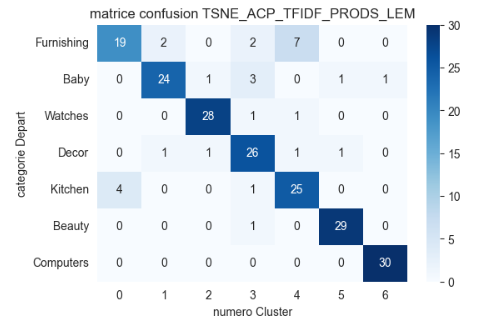 matrice confusion TSNE_ACP_TFIDF_PRODS_LEM
categorie Depart
Furnishing 19 2 0 2 7 0 0
Baby 0 24 1 3 0 1 1
Watches 0 0 28 1 1 0 0
Decor 0 1 1 26 1 1 0
Kitchen 4 0 0 1 25 0 0
Beauty 0 0 0 1 0 29 0
Computers 0 0 0 0 0 0 30
0 1 2 3 4 5 6
numero Cluster
30
25
20
15
10
5
0